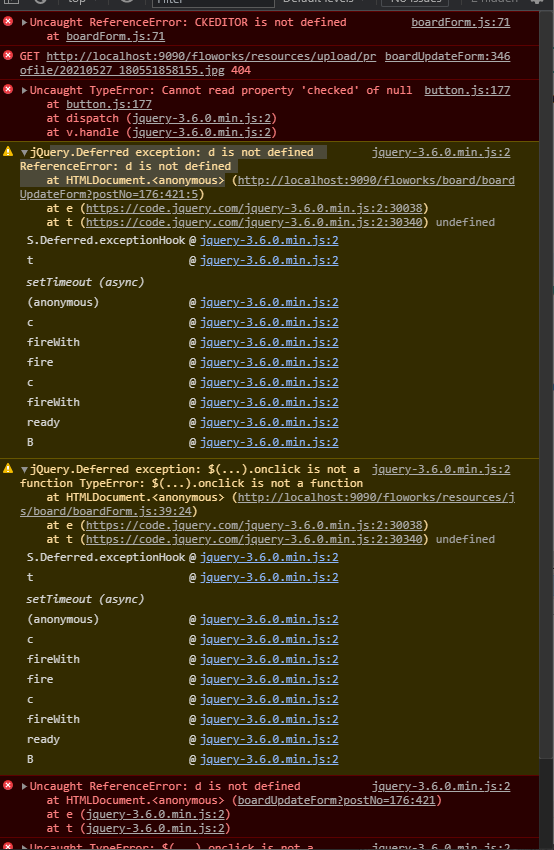 top
Filter
Default levels
No Issues
2 hidden
Uncaught ReferenceError: CKEDITOR is not defined boardForm.js:71
at boardForm.js:71
GET http://localhost:9090/floworks/resources/upload/pr boardUpdateForm:346
ofile/20210527_180551858155.jpg 404
Uncaught TypeError: Cannot read property 'checked' of null button.js:177
at button.js:177
at dispatch (jquery-3.6.0.min.js:2)
at v.handle (jquery-3.6.0.min.js:2)
jQuery.Deferred exception: d is not defined jquery-3.6.0.min.js:2
ReferenceError: d is not defined
at HTMLDocument.<anonymous> (http://localhost:9090/floworks/board/board
UpdateForm?postNo=176:421:5)
at e (https://code.jquery.com/jquery-3.6.0.min.js:2:30038)
at t (https://code.jquery.com/jquery-3.6.0.min.js:2:30340) undefined
S.Deferred.exceptionHook @ jquery-3.6.0.min.js:2
t @ jquery-3.6.0.min.js:2
setTimeout (async)
(anonymous) @ jquery-3.6.0.min.js:2
c @ jquery-3.6.0.min.js:2
fireWith @ jquery-3.6.0.min.js:2
fire @ jquery-3.6.0.min.js:2
c @ jquery-3.6.0.min.js:2
fireWith @ jquery-3.6.0.min.js:2
ready @ jquery-3.6.0.min.js:2
B @ jquery-3.6.0.min.js:2
jQuery.Deferred exception: $(...).onclick is not a jquery-3.6.0.min.js:2
function TypeError: $(...).onclick is not a function
at HTMLDocument.<anonymous> (http://localhost:9090/floworks/resources/j
s/board/boardForm.js:39:24)
at e (https://code.jquery.com/jquery-3.6.0.min.js:2:30038)
at t (https://code.jquery.com/jquery-3.6.0.min.js:2:30340) undefined
S.Deferred.exceptionHook @ jquery-3.6.0.min.js:2
t @ jquery-3.6.0.min.js:2
setTimeout (async)
(anonymous) @ jquery-3.6.0.min.js:2
c @ jquery-3.6.0.min.js:2
fireWith @ jquery-3.6.0.min.js:2
fire @ jquery-3.6.0.min.js:2
c @ jquery-3.6.0.min.js:2
fireWith @ jquery-3.6.0.min.js:2
ready @ jquery-3.6.0.min.js:2
B @ jquery-3.6.0.min.js:2
Uncaught ReferenceError: d is not defined jquery-3.6.0.min.js:2
at HTMLDocument.<anonymous> (boardUpdateForm?postNo=176:421)
at e (jquery-3.6.0.min.js:2)
at t (jquery-3.6.0.min.js:2)
Uncaught TypeError: $(...).onclick is not a jquery-3.6.0.min.js:2